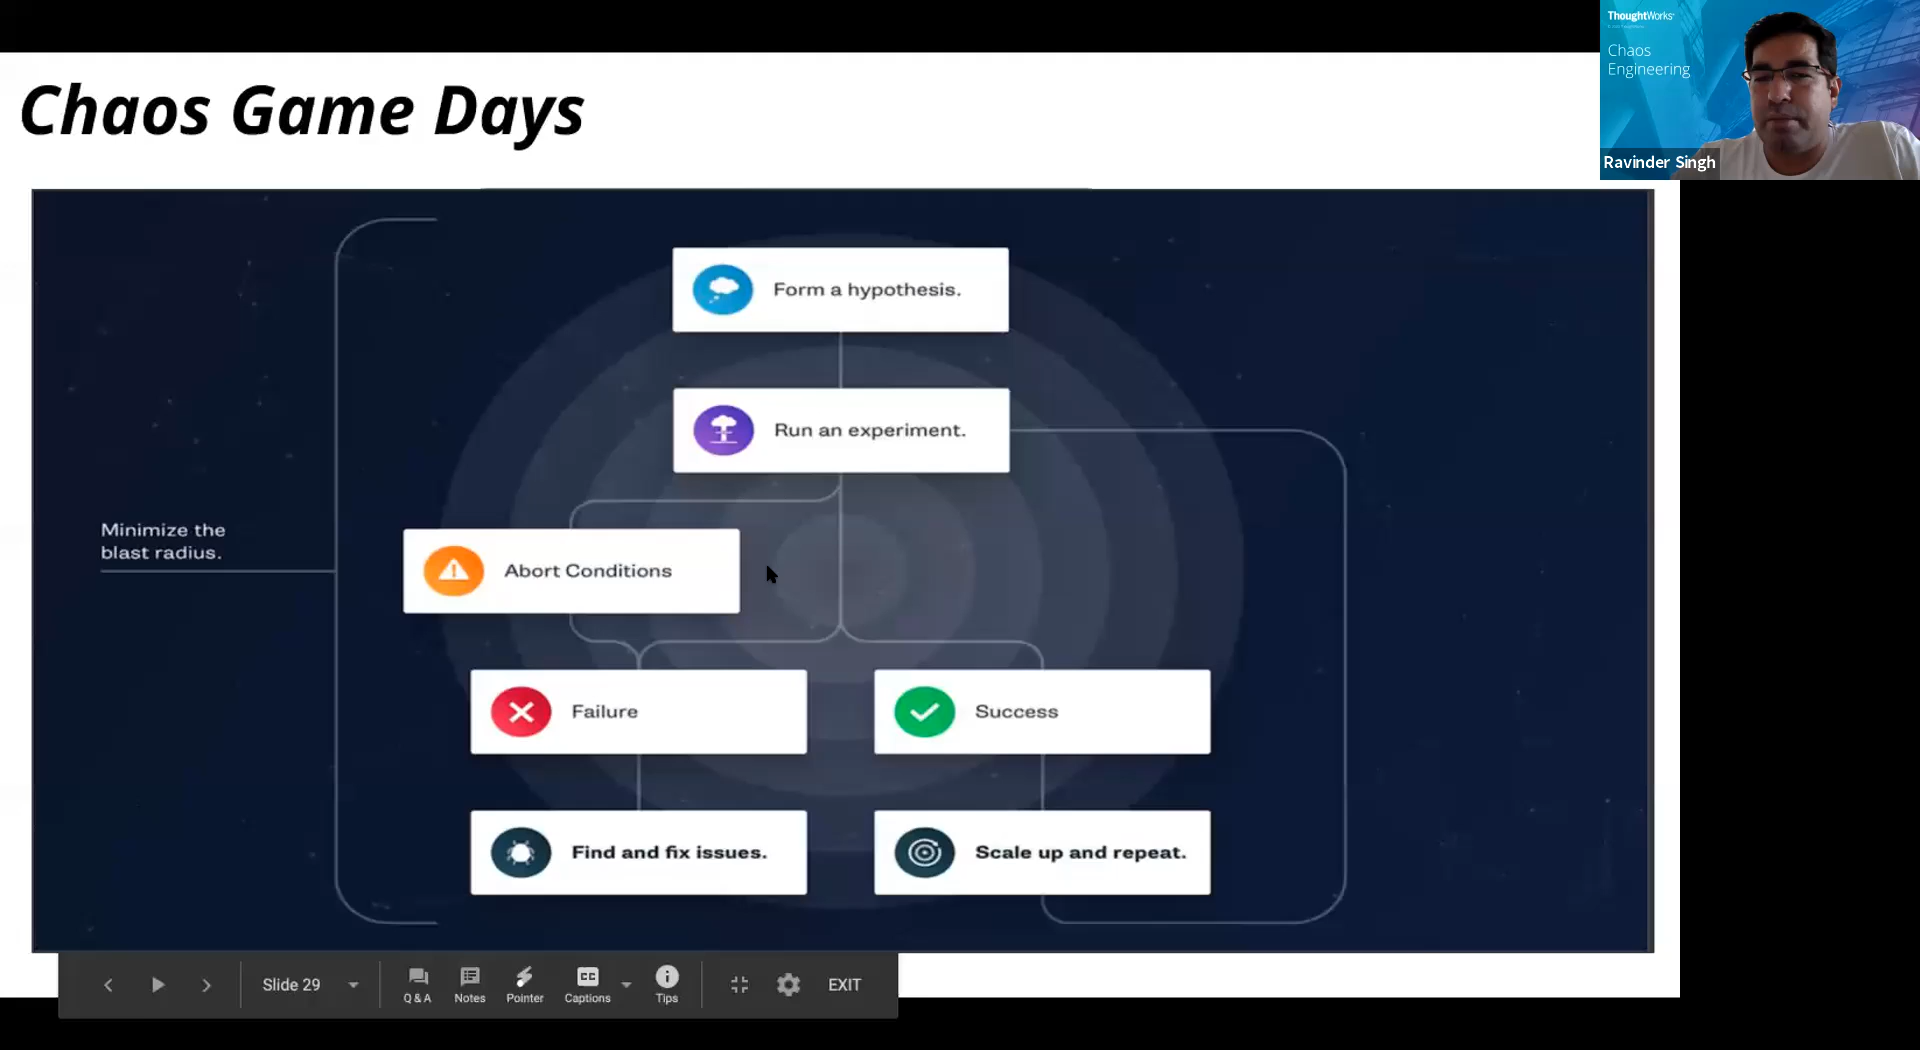 Chaos Game Days
ThoughtWorks
Chaos
Engineering
Ravinder Singh
Form a hypothesis.
Run an experiment.
Minimize the
blast radius.
Abort Conditions
Failure
Success
Find and fix issues.
Scale up and repeat.
Slide 29
Q & A
Notes
Pointer
CC
Captions
Tips
EXIT